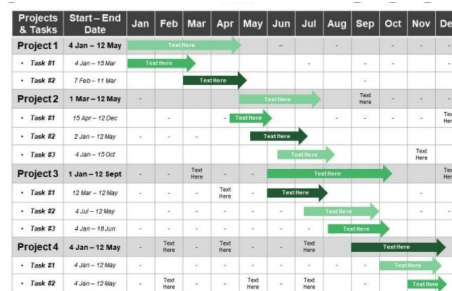 Projects & Tasks Start – End Date Jan Feb Mar Apr May Jun Jul Aug Sep Oct Nov De
Project 1 4 Jan – 12 May Text Here - - - -
• Task #1 4 Jan – 15 Mar Text Here
• Task #2 7 Feb – 11 Mar Text Here -
Project 2 1 Mar – 12 May - Text Here Text Here
• Task #1 15 Apr – 12 Dec - Text Here Text Here
• Task #2 2 Jan – 12 May - - - Text Here
• Task #3 4 Jan – 15 Oct Text Here Text Here
Project 3 1 Jan – 12 Sept - - Text Here - - Text Here
• Task #1 12 Mar – 12 May - - - Text Here - Text Here -
• Task #2 4 Jul – 12 May - - - - - - Text Here - -
• Task #3 4 Jan – 18 Jun - - - - - - - Text Here - -
Project 4 4 Jan – 12 May - Text Here - Text Here - - Text Here - Text Here
• Task #1 4 Jan – 12 May - - - - - - - - - Text Here
• Task #2 4 Jan – 12 May - Text Here - Text Here - Text Here - Text Here - - - Text Here